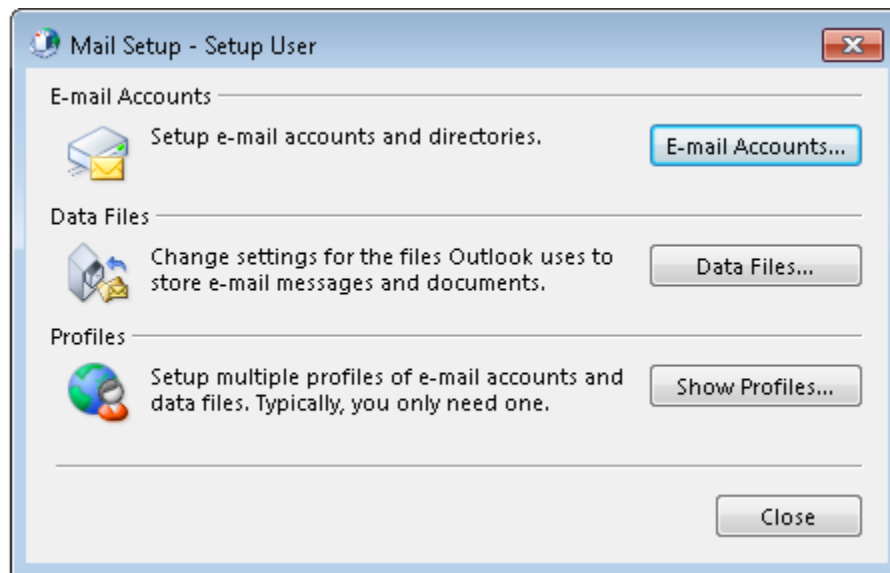 Mail Setup - Setup User
E-mail Accounts
Setup e-mail accounts and directories.
E-mail Accounts...
Data Files
Change settings for the files Outlook uses to
store e-mail messages and documents.
Data Files...
Profiles
Setup multiple profiles of e-mail accounts and
data files. Typically, you only need one.
Show Profiles...
Close